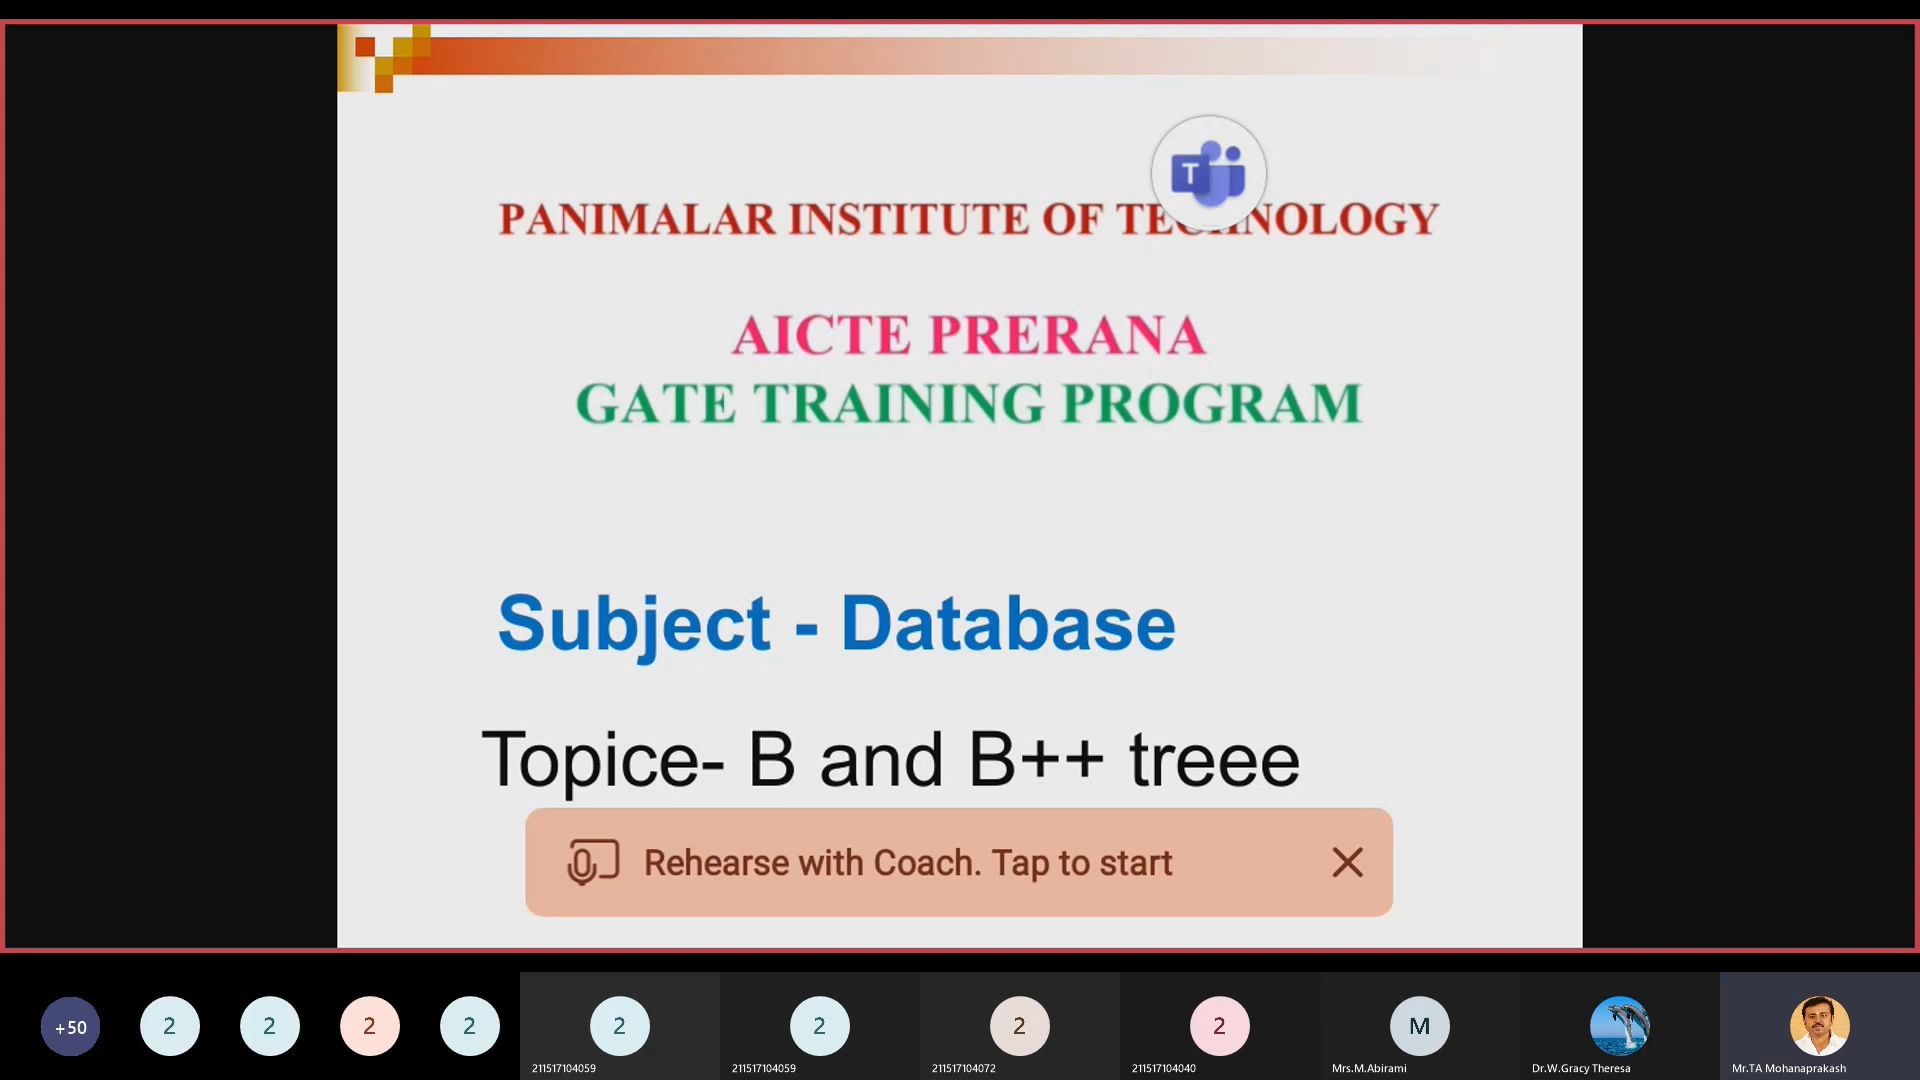 T
PANIMALAR INSTITUTE OF TECHNOLOGY
AICTE PRERANA
GATE TRAINING PROGRAM
Subject - Database
Topice- B and B++ treee
Rehearse with Coach. Tap to start
+50
2
2
2
2
2
2
2
2
M
211517104059
211517104059
211517104072
211517104040
Mrs.M.Abirami
Dr.W.Gracy Theresa
Mr.TA Mohanaprakash